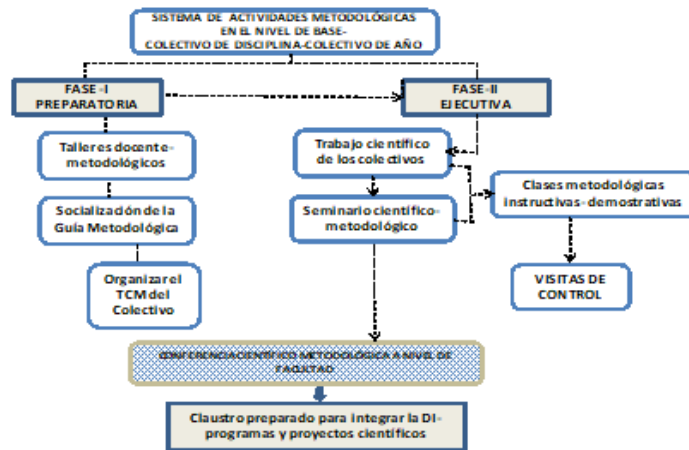 SISTEMA DE ACTIVIDADES METODOLÓGICAS
EN EL NIVEL DE BASE-
COLECTIVO DE DISCIPLINA-COLECTIVO DE AÑO
FASE-I
PREPARATORIA
FASE-II
EJECUTIVA
Talleres docente-
metodológicos
Trabajo científico
de los colectivos
Clases metodológicas
instructivas-demostrativas
Socialización de la
Guía Metodológica
Seminario científico-
metodológico
Organizar el
TCM del
Colectivo
VISITAS DE
CONTROL
CONFERENCIA CIENTÍFICO METODOLÓGICA A NIVEL DE
FACULTAD
Claustro preparado para integrar la DI-
programas y proyectos científicos